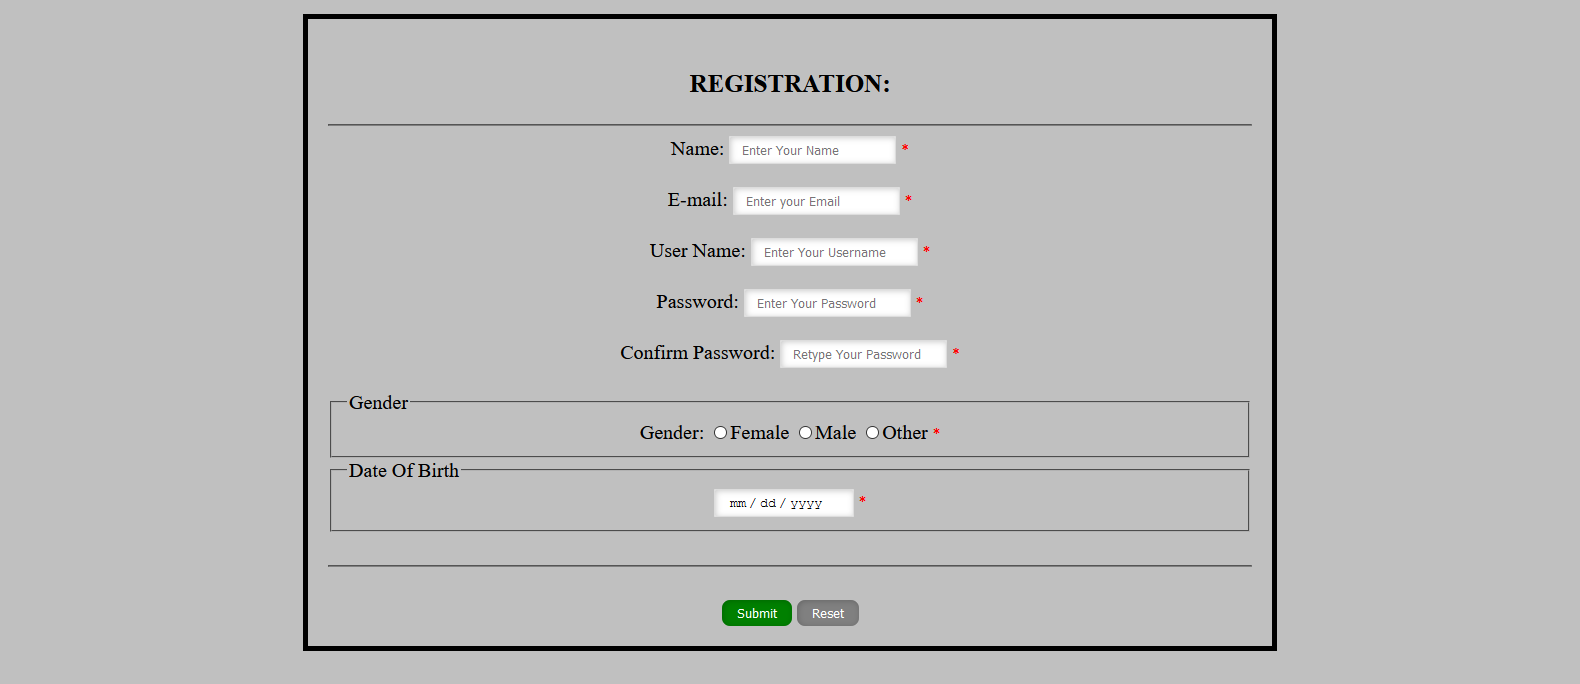 REGISTRATION:
Name: Enter Your Name *
E-mail: Enter your Email *
User Name: Enter Your Username *
Password: Enter Your Password *
Confirm Password: Retype Your Password *
Gender
Gender: Female Male Other *
Date Of Birth
mm / dd / yyyy *
Submit Reset